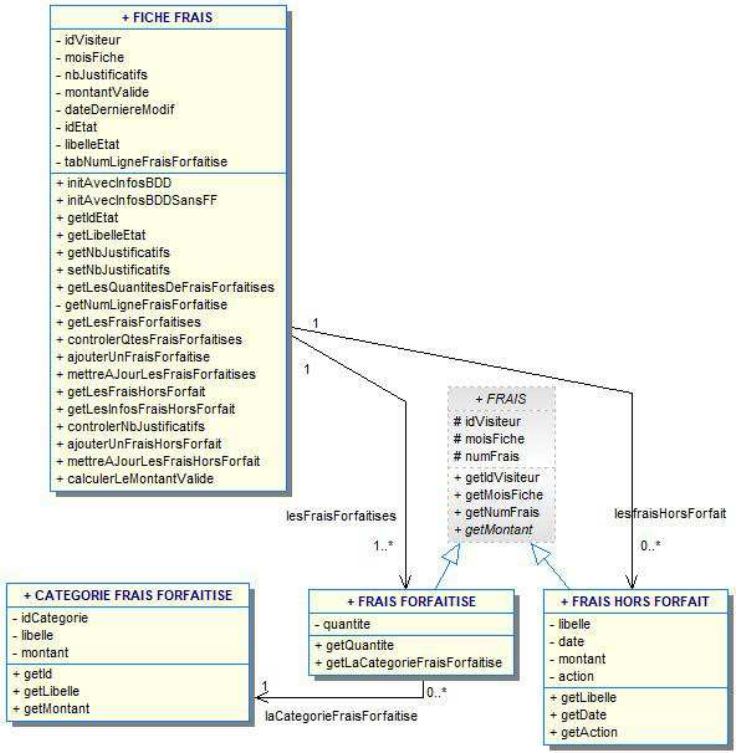 + FICHE FRAIS
- idVisiteur
- moisFiche
- nbJustificatifs
- montantValide
- dateDerniereModif
- idEtat
- libelleEtat
- tabNumLigneFraisForfaitise
+ initAvecInfosBDD
+ initAvecInfosBDDSansFF
+ getIdEtat
+ getLibelleEtat
+ getNbJustificatifs
+ setNbJustificatifs
+ getLesQuantitesDeFraisForfaitises
- getNumLigneFraisForfaitise
+ getLesFraisForfaitises
+ controlerQtesFraisForfaitises
+ ajouterUnFraisForfaitise
+ mettreAJourLesFraisForfaitises
+ getLesFraisHorsForfait
+ getLesInfosFraisHorsForfait
+ controlerNbJustificatifs
+ ajouterUnFraisHorsForfait
+ mettreAJourLesFraisHorsForfait
+ calculerLeMontantValide
1
1
+ FRAIS
# idVisiteur
# moisFiche
# numFrais
+ getIdVisiteur
+ getMoisFiche
+ getNumFrais
+ getMontant
lesFraisForfaitises
1..*
lesfraisHorsForfait
0..*
+ CATEGORIE FRAIS FORFAITISE
- idCategorie
- libelle
- montant
+ getId
+ getLibelle
+ getMontant
+ FRAIS FORFAITISE
- quantite
+ getQuantite
+ getLaCategorieFraisForfaitise
+ FRAIS HORS FORFAIT
- libelle
- date
- montant
- action
+ getLibelle
+ getDate
+ getAction
1
0..*
laCategorieFraisForfaitise